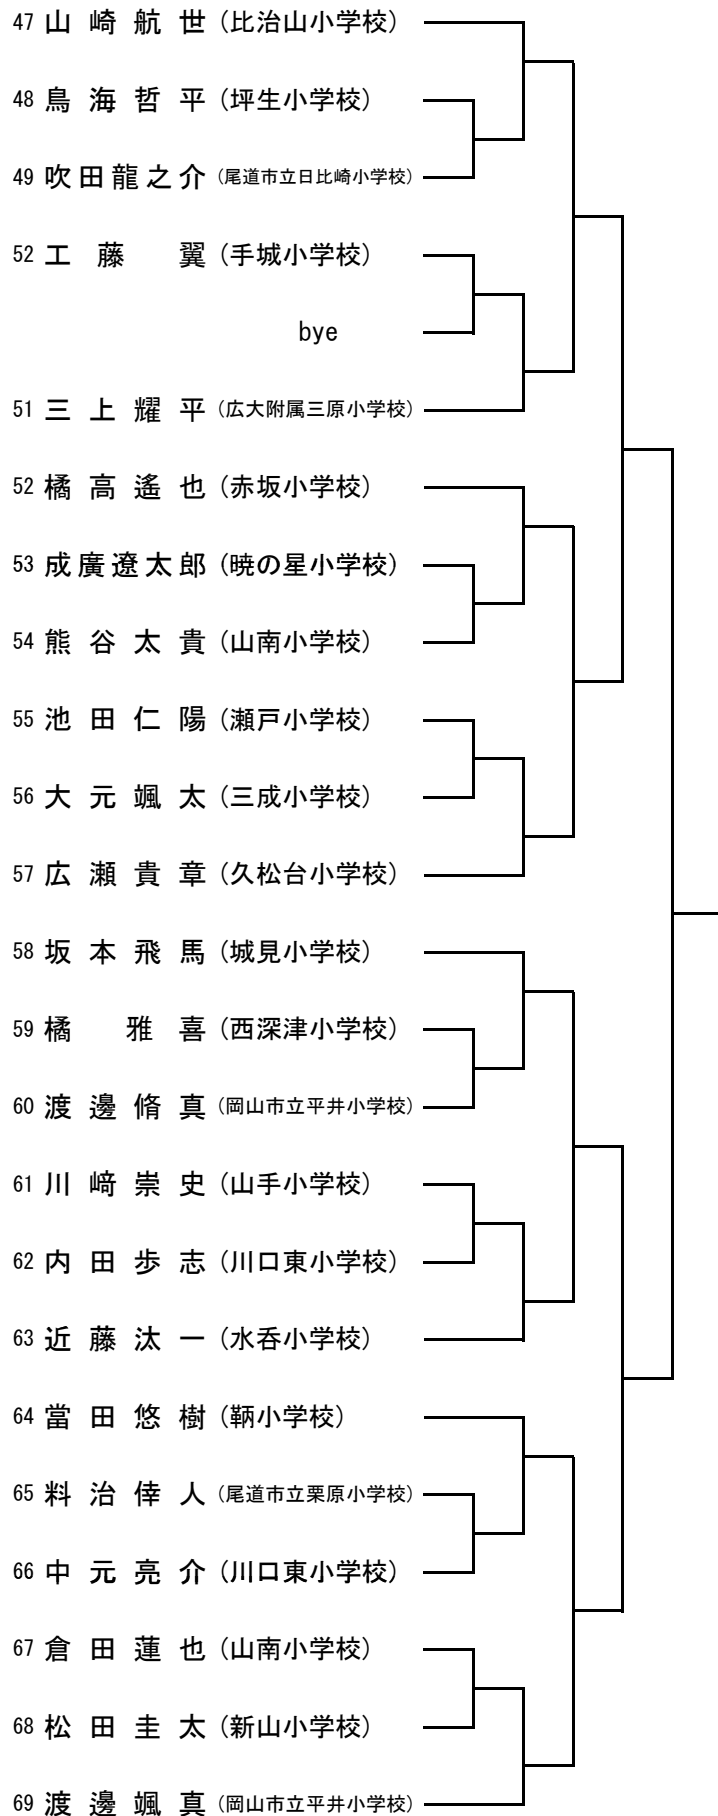 47 山崎航世 (比治山小学校)
48 鳥海哲平 (坪生小学校)
49 吹田龍之介 (尾道市立日比崎小学校)
52 工藤 翼 (手城小学校)
bye
51 三上耀平 (広大附属三原小学校)
52 橘高遙也 (赤坂小学校)
53 成廣遼太郎 (暁の星小学校)
54 熊谷太貴 (山南小学校)
55 池田仁陽 (瀬戸小学校)
56 大元颯太 (三成小学校)
57 広瀬貴章 (久松台小学校)
58 坂本飛馬 (城見小学校)
59 橘 雅喜 (西深津小学校)
60 渡邊脩真 (岡山市立平井小学校)
61 川﨑崇史 (山手小学校)
62 内田歩志 (川口東小学校)
63 近藤汰一 (水呑小学校)
64 當田悠樹 (鞆小学校)
65 料治倖人 (尾道市立栗原小学校)
66 中元亮介 (川口東小学校)
67 倉田蓮也 (山南小学校)
68 松田圭太 (新山小学校)
69 渡邊颯真 (岡山市立平井小学校)